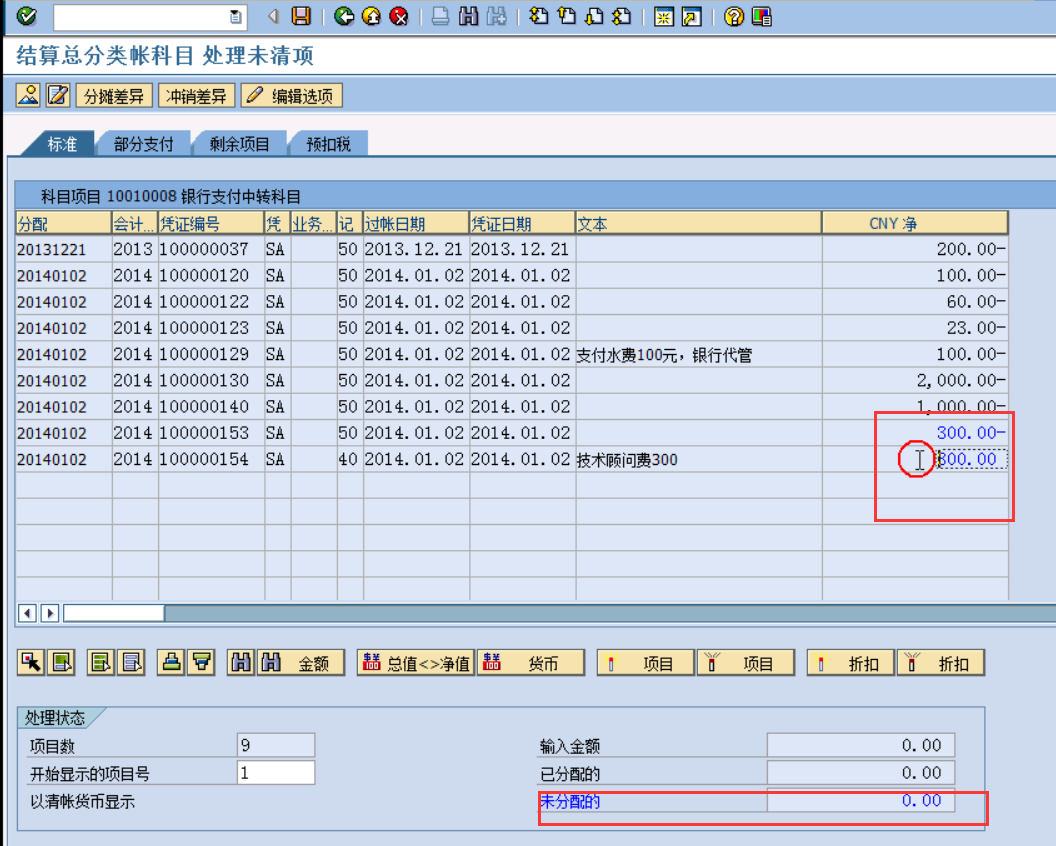 结算总分类帐科目 处理未清项
分摊差异 冲销差异 编辑选项
标准 部分支付 剩余项目 预扣税
科目项目 10010008 银行支付中转科目
分配 会计... 凭证编号 凭 业务... 记 过帐日期 凭证日期 文本 CNY 净
20131221 2013 100000037 SA 50 2013.12.21 2013.12.21 200.00-
20140102 2014 100000120 SA 50 2014.01.02 2014.01.02 100.00-
20140102 2014 100000122 SA 50 2014.01.02 2014.01.02 60.00-
20140102 2014 100000123 SA 50 2014.01.02 2014.01.02 23.00-
20140102 2014 100000129 SA 50 2014.01.02 2014.01.02 支付水费100元，银行代管 100.00-
20140102 2014 100000130 SA 50 2014.01.02 2014.01.02 2,000.00-
20140102 2014 100000140 SA 50 2014.01.02 2014.01.02 1,000.00-
20140102 2014 100000153 SA 50 2014.01.02 2014.01.02 300.00-
20140102 2014 100000154 SA 40 2014.01.02 2014.01.02 技术顾问费300 300.00
金额 总值<>净值 货币 项目 项目 折扣 折扣
处理状态
项目数 9 输入金额 0.00
开始显示的项目号 1 已分配的 0.00
以清帐货币显示 未分配的 0.00